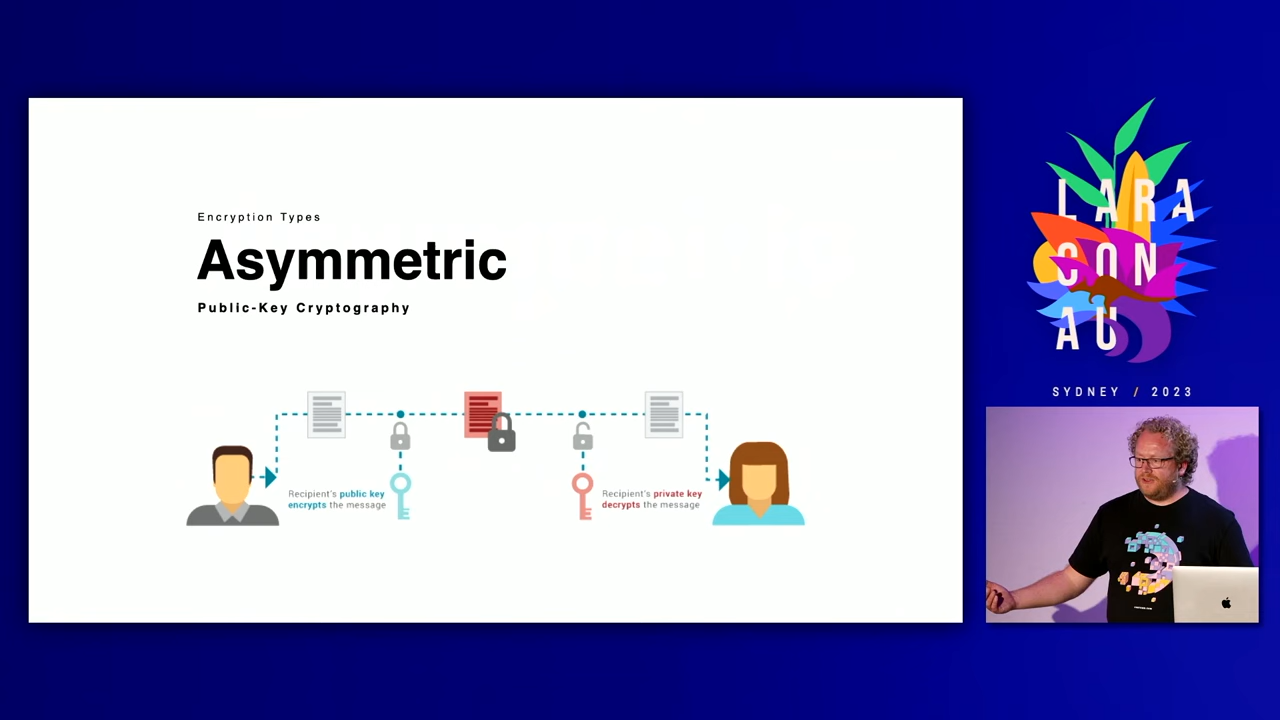 Encryption Types
Asymmetric
Public-Key Cryptography
Recipient's public key
encrypts the message
Recipient's private key
decrypts the message
LARA
CON
AU
SYDNEY / 2023